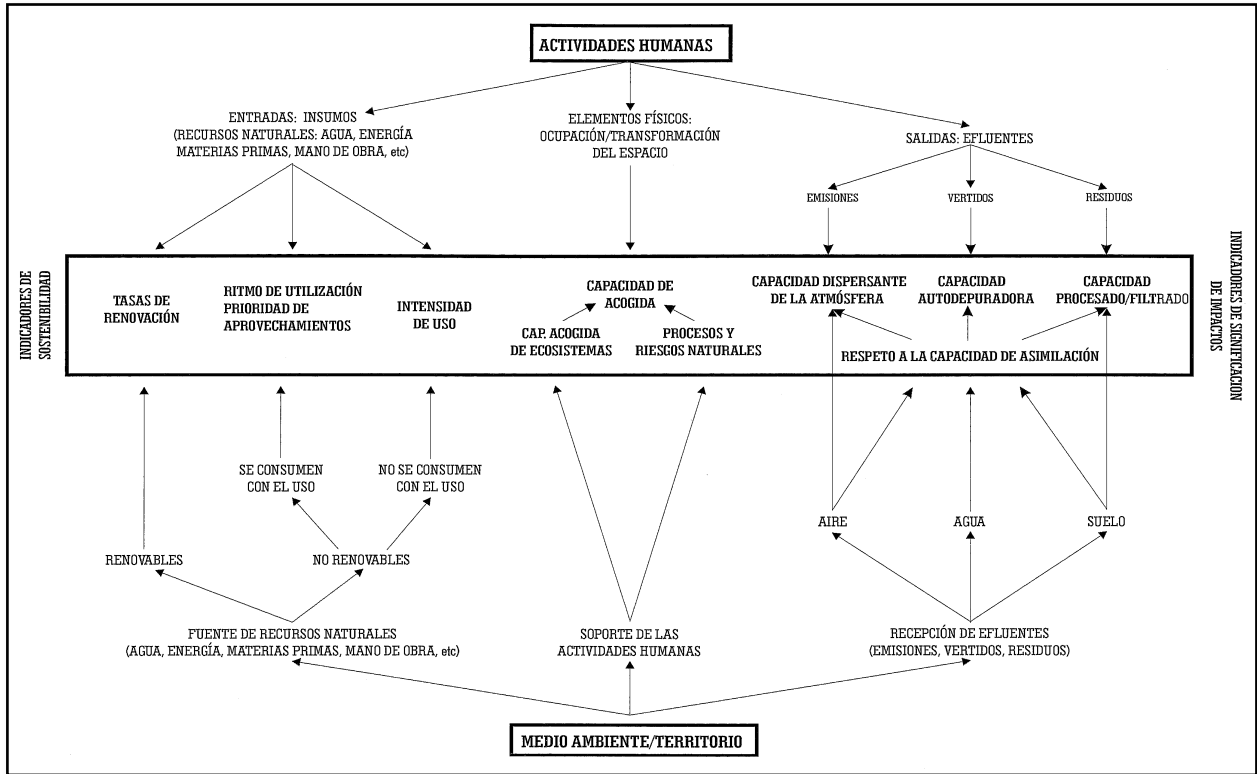 ACTIVIDADES HUMANAS
ENTRADAS: INSUMOS
(RECURSOS NATURALES: AGUA, ENERGÍA
MATERIAS PRIMAS, MANO DE OBRA, etc)
ELEMENTOS FÍSICOS:
OCUPACIÓN/TRANSFORMACIÓN
DEL ESPACIO
SALIDAS: EFLUENTES
EMISIONES
VERTIDOS
RESIDUOS
INDICADORES DE
SOSTENIBILIDAD
TASAS DE
RENOVACIÓN
RITMO DE UTILIZACIÓN
PRIORIDAD DE
APROVECHAMIENTOS
INTENSIDAD
DE USO
CAPACIDAD DE
ACOGIDA
CAP. ACOGIDA
DE ECOSISTEMAS
PROCESOS Y
RIESGOS NATURALES
CAPACIDAD DISPERSANTE
DE LA ATMÓSFERA
CAPACIDAD
AUTODEPURADORA
CAPACIDAD
PROCESADO/FILTRADO
RESPETO A LA CAPACIDAD DE ASIMILACIÓN
INDICADORES DE SIGNIFICACION
DE IMPACTOS
SE CONSUMEN
CON EL USO
NO SE CONSUMEN
CON EL USO
RENOVABLES
NO RENOVABLES
AIRE
AGUA
SUELO
FUENTE DE RECURSOS NATURALES
(AGUA, ENERGÍA, MATERIAS PRIMAS, MANO DE OBRA, etc)
SOPORTE DE LAS
ACTIVIDADES HUMANAS
RECEPCIÓN DE EFLUENTES
(EMISIONES, VERTIDOS, RESIDUOS)
MEDIO AMBIENTE/TERRITORIO